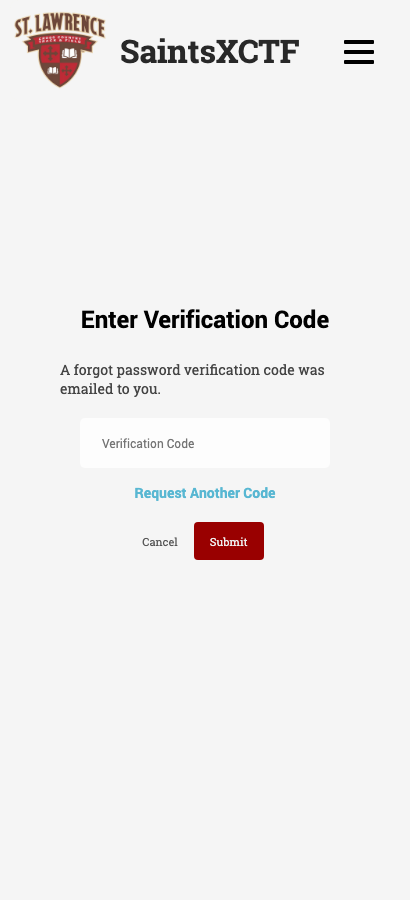 ST. LAWRENCE
SaintsXCTF
Enter Verification Code
A forgot password verification code was
emailed to you.
Verification Code
Request Another Code
Cancel
Submit